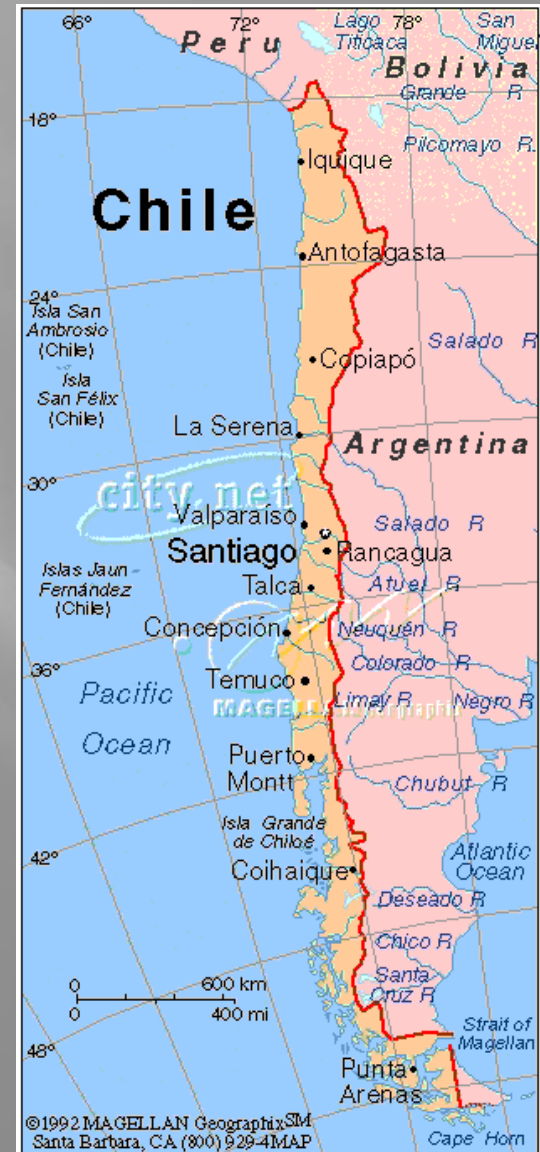 66°
72°
Lago
Titicaca
78°
San
Miguel
Peru
Bolivia
Grande R
18°
Pilcomayo R.
Iquique
Chile
Antofagasta
24°
Isla San
Ambrosio
(Chile)
Salado R
Isla
San Félix
(Chile)
Copiapó
La Serena
Argentina
30°
city.net
Valparaíso
Salado R
Santiago
Rancagua
Islas Jaun
Fernández
(Chile)
Talca
Atuel R
Concepción
Neuquén R
Colorado R
36°
Temuco
Limay R
Negro R
Pacific
Ocean
Puerto
Montt
Chubut R
Isla Grande
de Chiloé
42°
Coihaique
Atlantic
Ocean
Deseado R
Chico R
Santa
Cruz R
0 600 km
0 400 mi
Strait of
Magellan
48°
Punta
Arenas
©1992 MAGELLAN GeographixSM
Santa Barbara, CA (800) 929-4MAP
Cape Horn